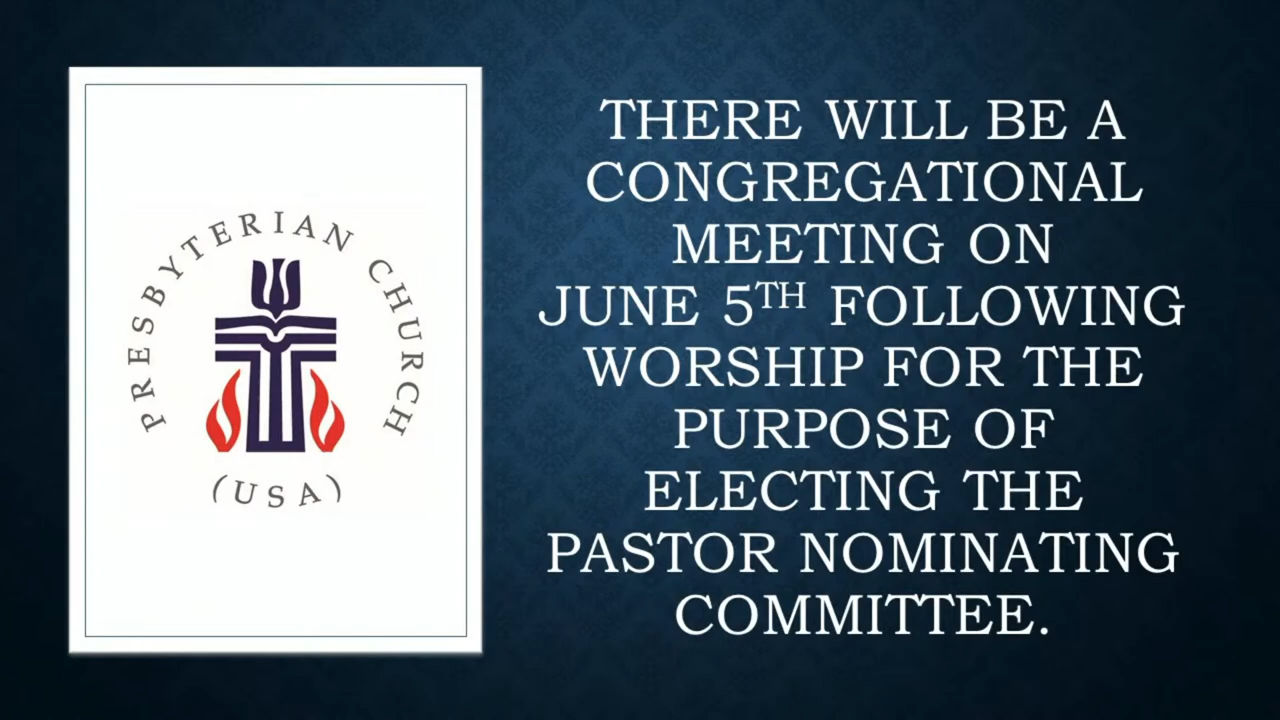 PRESBYTERIAN CHURCH
(USA)
THERE WILL BE A
CONGREGATIONAL
MEETING ON
JUNE 5TH FOLLOWING
WORSHIP FOR THE
PURPOSE OF
ELECTING THE
PASTOR NOMINATING
COMMITTEE.